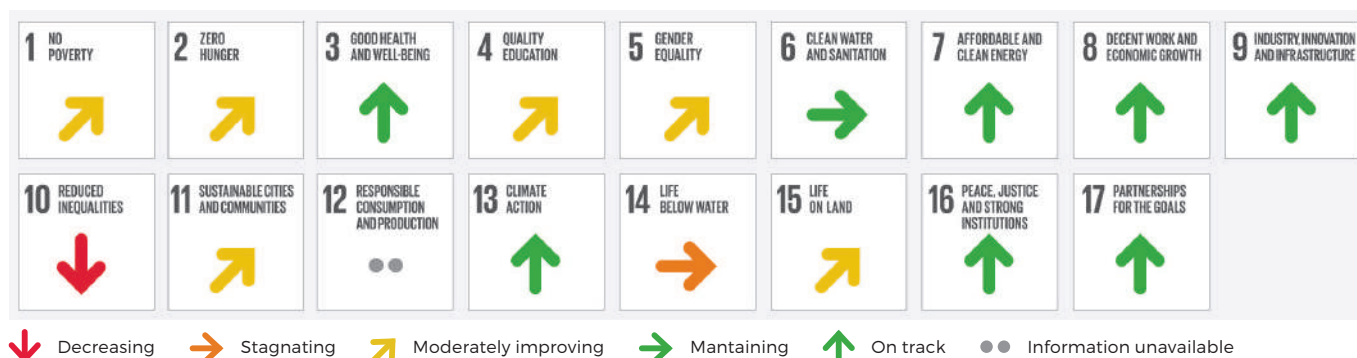 1 NO
POVERTY
2 ZERO
HUNGER
3 GOOD HEALTH
AND WELL-BEING
4 QUALITY
EDUCATION
5 GENDER
EQUALITY
6 CLEAN WATER
AND SANITATION
7 AFFORDABLE AND
CLEAN ENERGY
8 DECENT WORK AND
ECONOMIC GROWTH
9 INDUSTRY, INNOVATION
AND INFRASTRUCTURE
10 REDUCED
INEQUALITIES
11 SUSTAINABLE CITIES
AND COMMUNITIES
12 RESPONSIBLE
CONSUMPTION
AND PRODUCTION
13 CLIMATE
ACTION
14 LIFE
BELOW WATER
15 LIFE
ON LAND
16 PEACE, JUSTICE
AND STRONG
INSTITUTIONS
17 PARTNERSHIPS
FOR THE GOALS
Decreasing Stagnating Moderately improving Mantaining On track Information unavailable